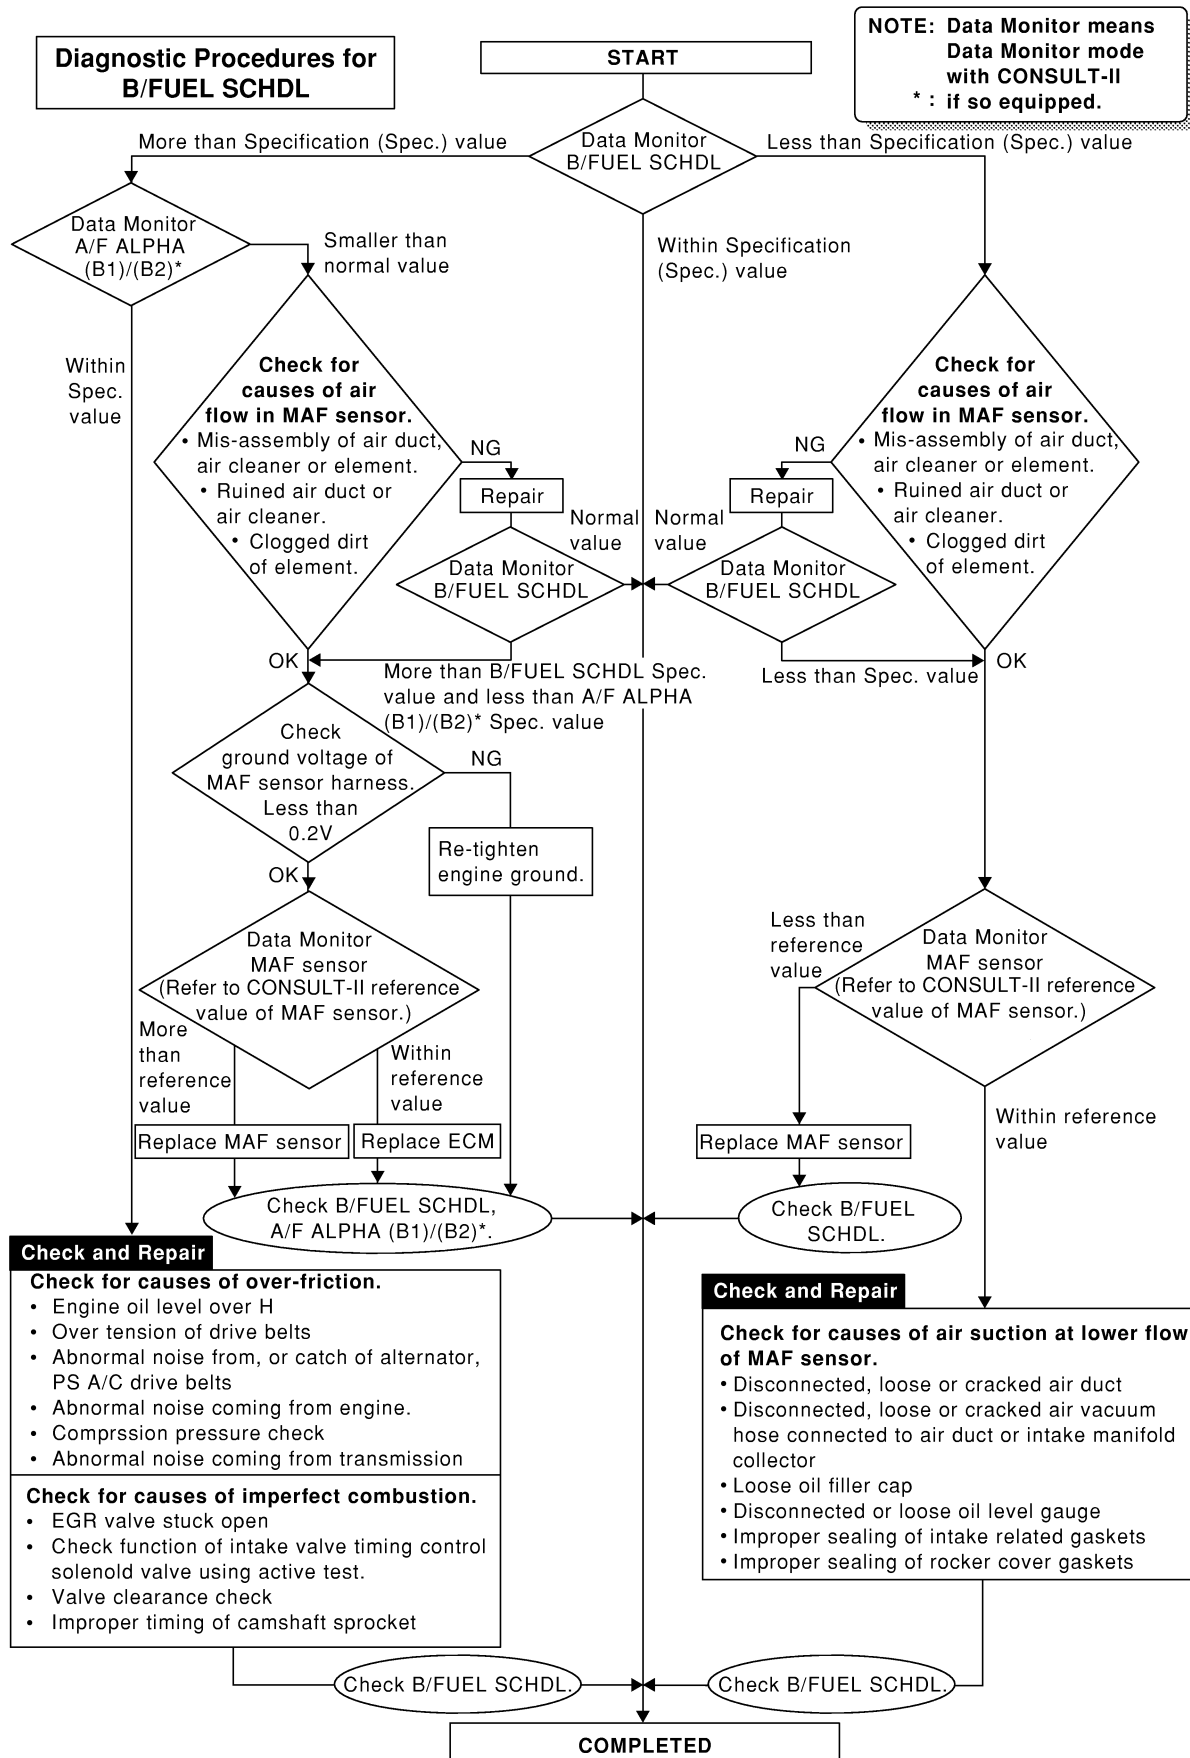 Diagnostic Procedures for
B/FUEL SCHDL
START
NOTE: Data Monitor means
Data Monitor mode
with CONSULT-II
* : if so equipped.
More than Specification (Spec.) value
Data Monitor
B/FUEL SCHDL
Less than Specification (Spec.) value
Data Monitor
A/F ALPHA
(B1)/(B2)*
Smaller than
normal value
Within Specification
(Spec.) value
Within
Spec.
value
Check for
causes of air
flow in MAF sensor.
• Mis-assembly of air duct,
air cleaner or element.
• Ruined air duct or
air cleaner.
• Clogged dirt
of element.
NG
Repair
Normal
value
Data Monitor
B/FUEL SCHDL
Check for
causes of air
flow in MAF sensor.
• Mis-assembly of air duct,
air cleaner or element.
• Ruined air duct or
air cleaner.
• Clogged dirt
of element.
NG
Repair
Normal
value
Data Monitor
B/FUEL SCHDL
OK
More than B/FUEL SCHDL Spec.
value and less than A/F ALPHA
(B1)/(B2)* Spec. value
Less than Spec. value
OK
Check
ground voltage of
MAF sensor harness.
Less than
0.2V
NG
Re-tighten
engine ground.
OK
Data Monitor
MAF sensor
(Refer to CONSULT-II reference
value of MAF sensor.)
More
than
reference
value
Within
reference
value
Replace MAF sensor
Replace ECM
Check B/FUEL SCHDL,
A/F ALPHA (B1)/(B2)*.
Less than
reference
value
Data Monitor
MAF sensor
(Refer to CONSULT-II reference
value of MAF sensor.)
Within reference
value
Replace MAF sensor
Check B/FUEL
SCHDL.
Check and Repair
Check for causes of over-friction.
• Engine oil level over H
• Over tension of drive belts
• Abnormal noise from, or catch of alternator,
PS A/C drive belts
• Abnormal noise coming from engine.
• Comprssion pressure check
• Abnormal noise coming from transmission
Check for causes of imperfect combustion.
• EGR valve stuck open
• Check function of intake valve timing control
solenold valve using active test.
• Valve clearance check
• Improper timing of camshaft sprocket
Check and Repair
Check for causes of air suction at lower flow
of MAF sensor.
• Disconnected, loose or cracked air duct
• Disconnected, loose or cracked air vacuum
hose connected to air duct or intake manifold
collector
• Loose oil filler cap
• Disconnected or loose oil level gauge
• Improper sealing of intake related gaskets
• Improper sealing of rocker cover gaskets
Check B/FUEL SCHDL.
Check B/FUEL SCHDL.
COMPLETED